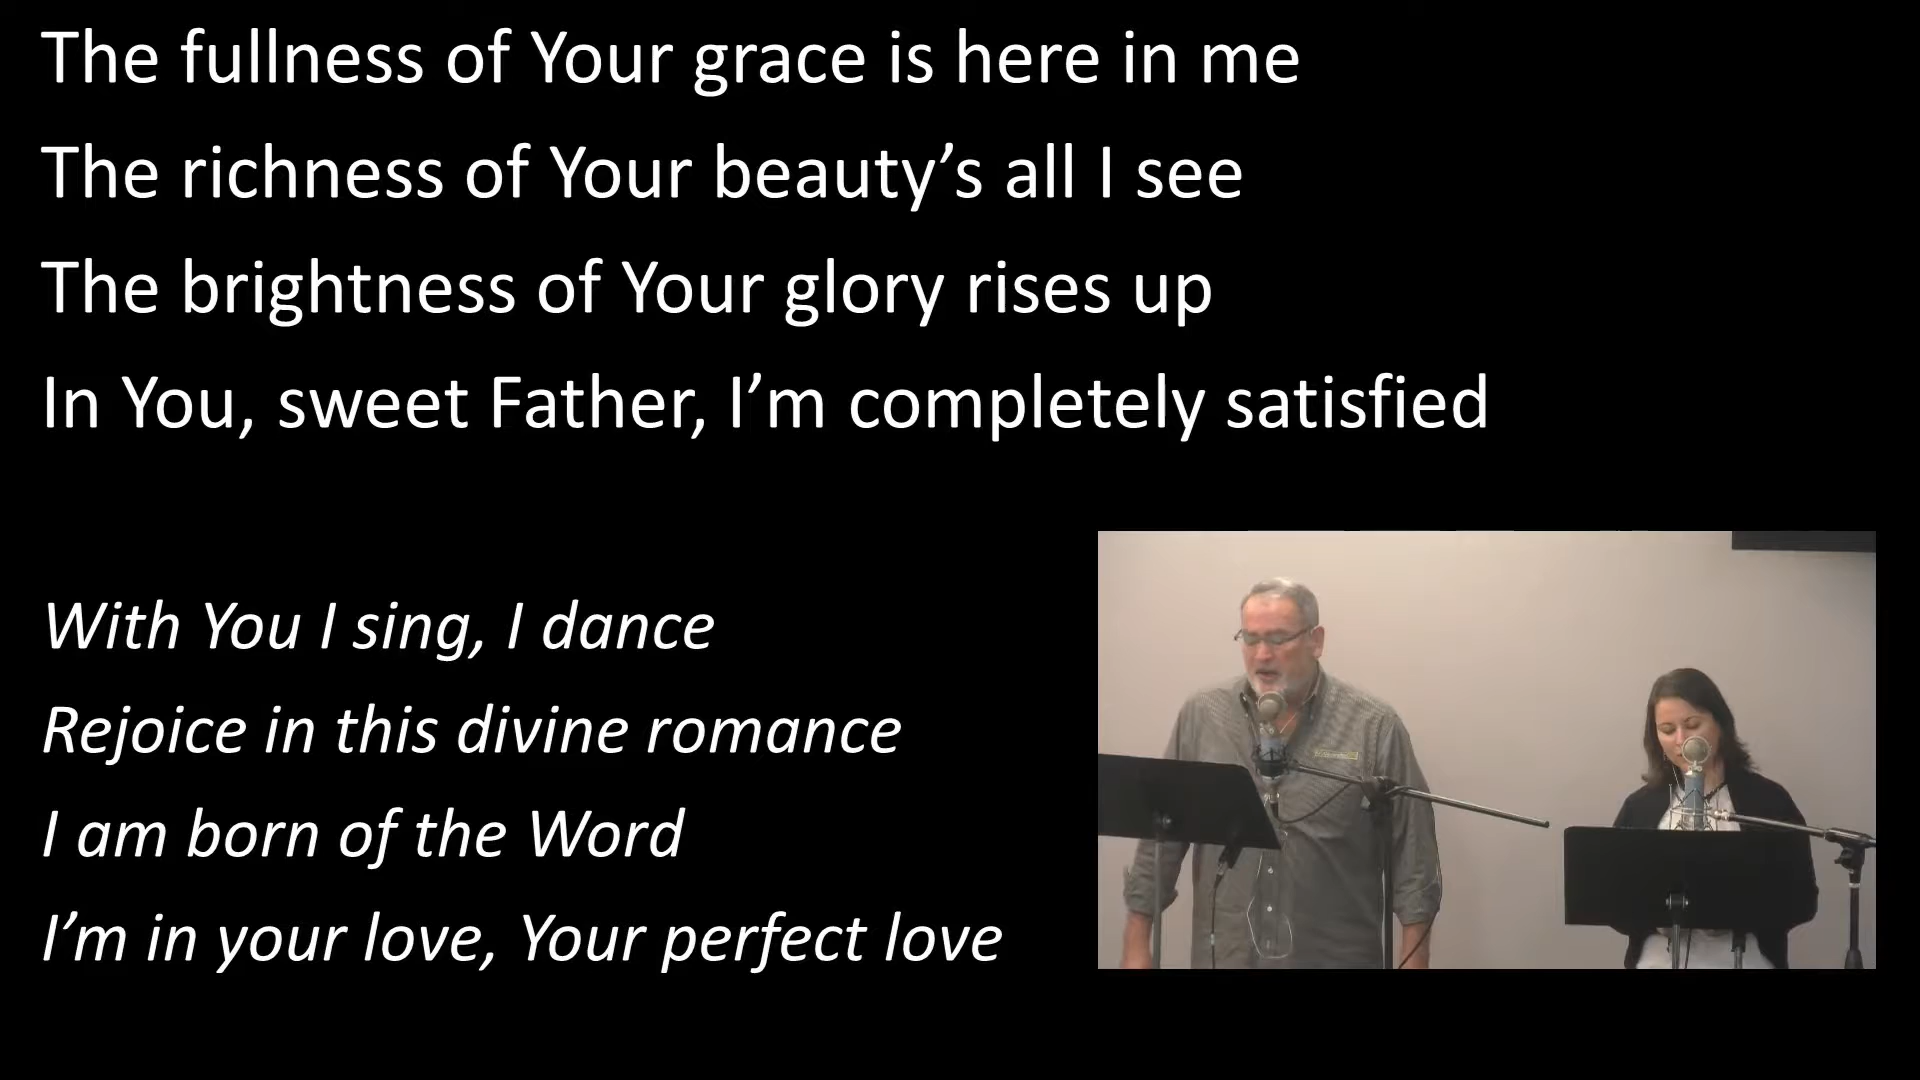 The fullness of Your grace is here in me
The richness of Your beauty’s all I see
The brightness of Your glory rises up
In You, sweet Father, I’m completely satisfied
With You I sing, I dance
Rejoice in this divine romance
I am born of the Word
I’m in your love, Your perfect love